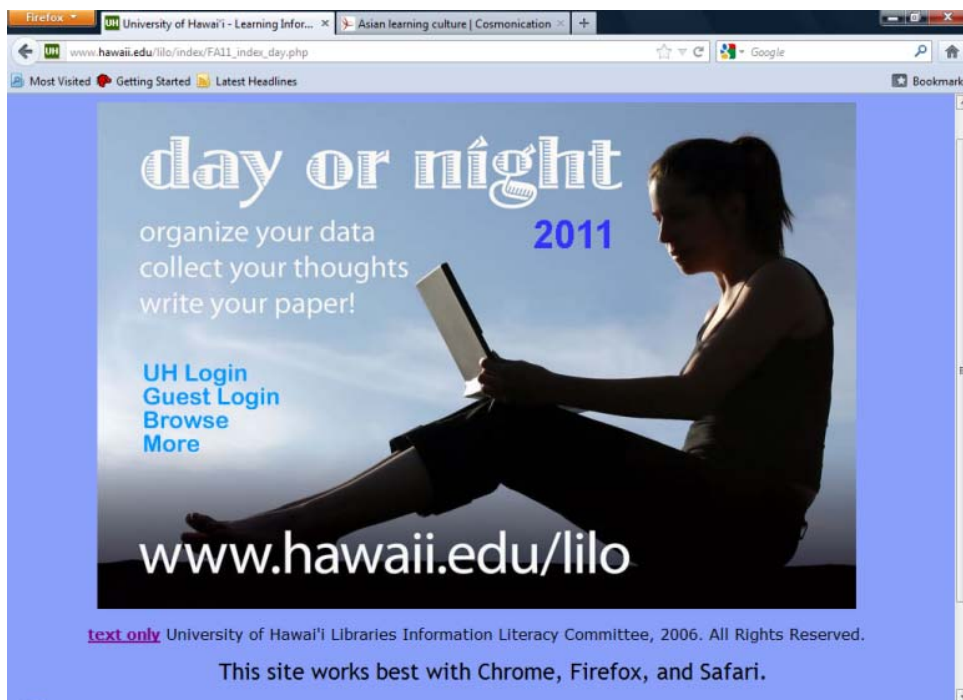 Firefox
University of Hawai'i - Learning Infor... ×
Asian learning culture | Cosmonication ×
+
www.hawaii.edu/lilo/index/FA11_index_day.php
Google
Most Visited Getting Started Latest Headlines
Bookmark
day or night
2011
organize your data
collect your thoughts
write your paper!
UH Login
Guest Login
Browse
More
www.hawaii.edu/lilo
text only University of Hawai'i Libraries Information Literacy Committee, 2006. All Rights Reserved.
This site works best with Chrome, Firefox, and Safari.